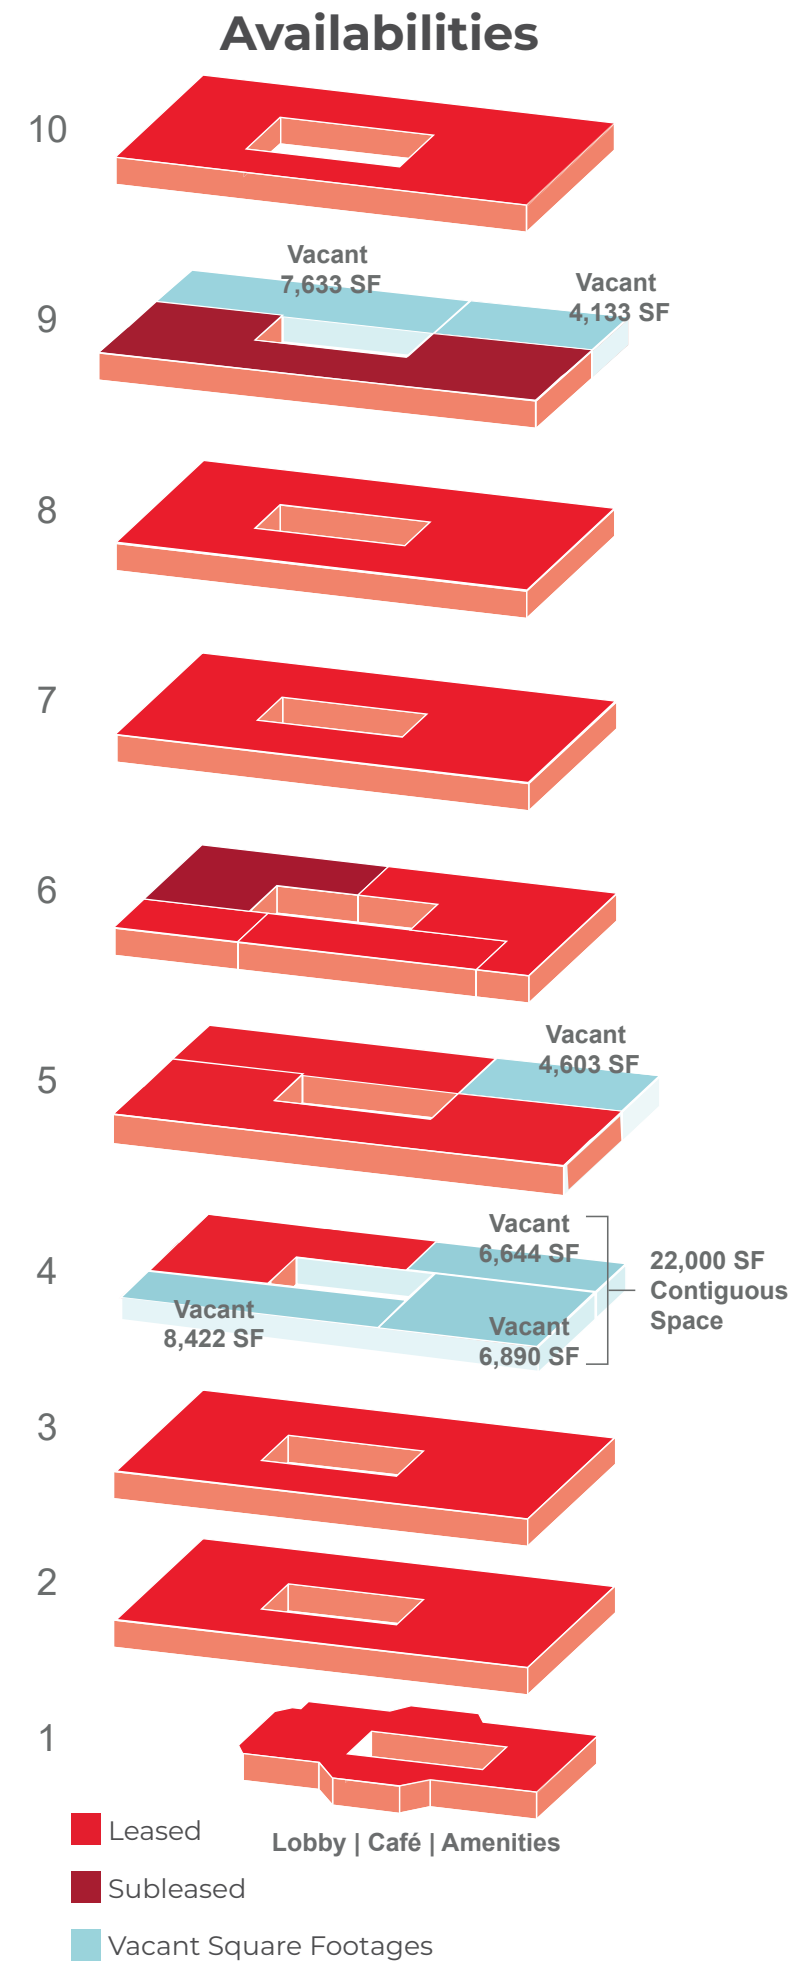 Availabilities
10
Vacant
7,633 SF
Vacant
4,133 SF
9
8
7
6
Vacant
4,603 SF
5
Vacant
6,644 SF
4
22,000 SF
Contiguous
Space
Vacant
8,422 SF
Vacant
6,890 SF
3
2
1
Lobby | Café | Amenities
Leased
Subleased
Vacant Square Footages